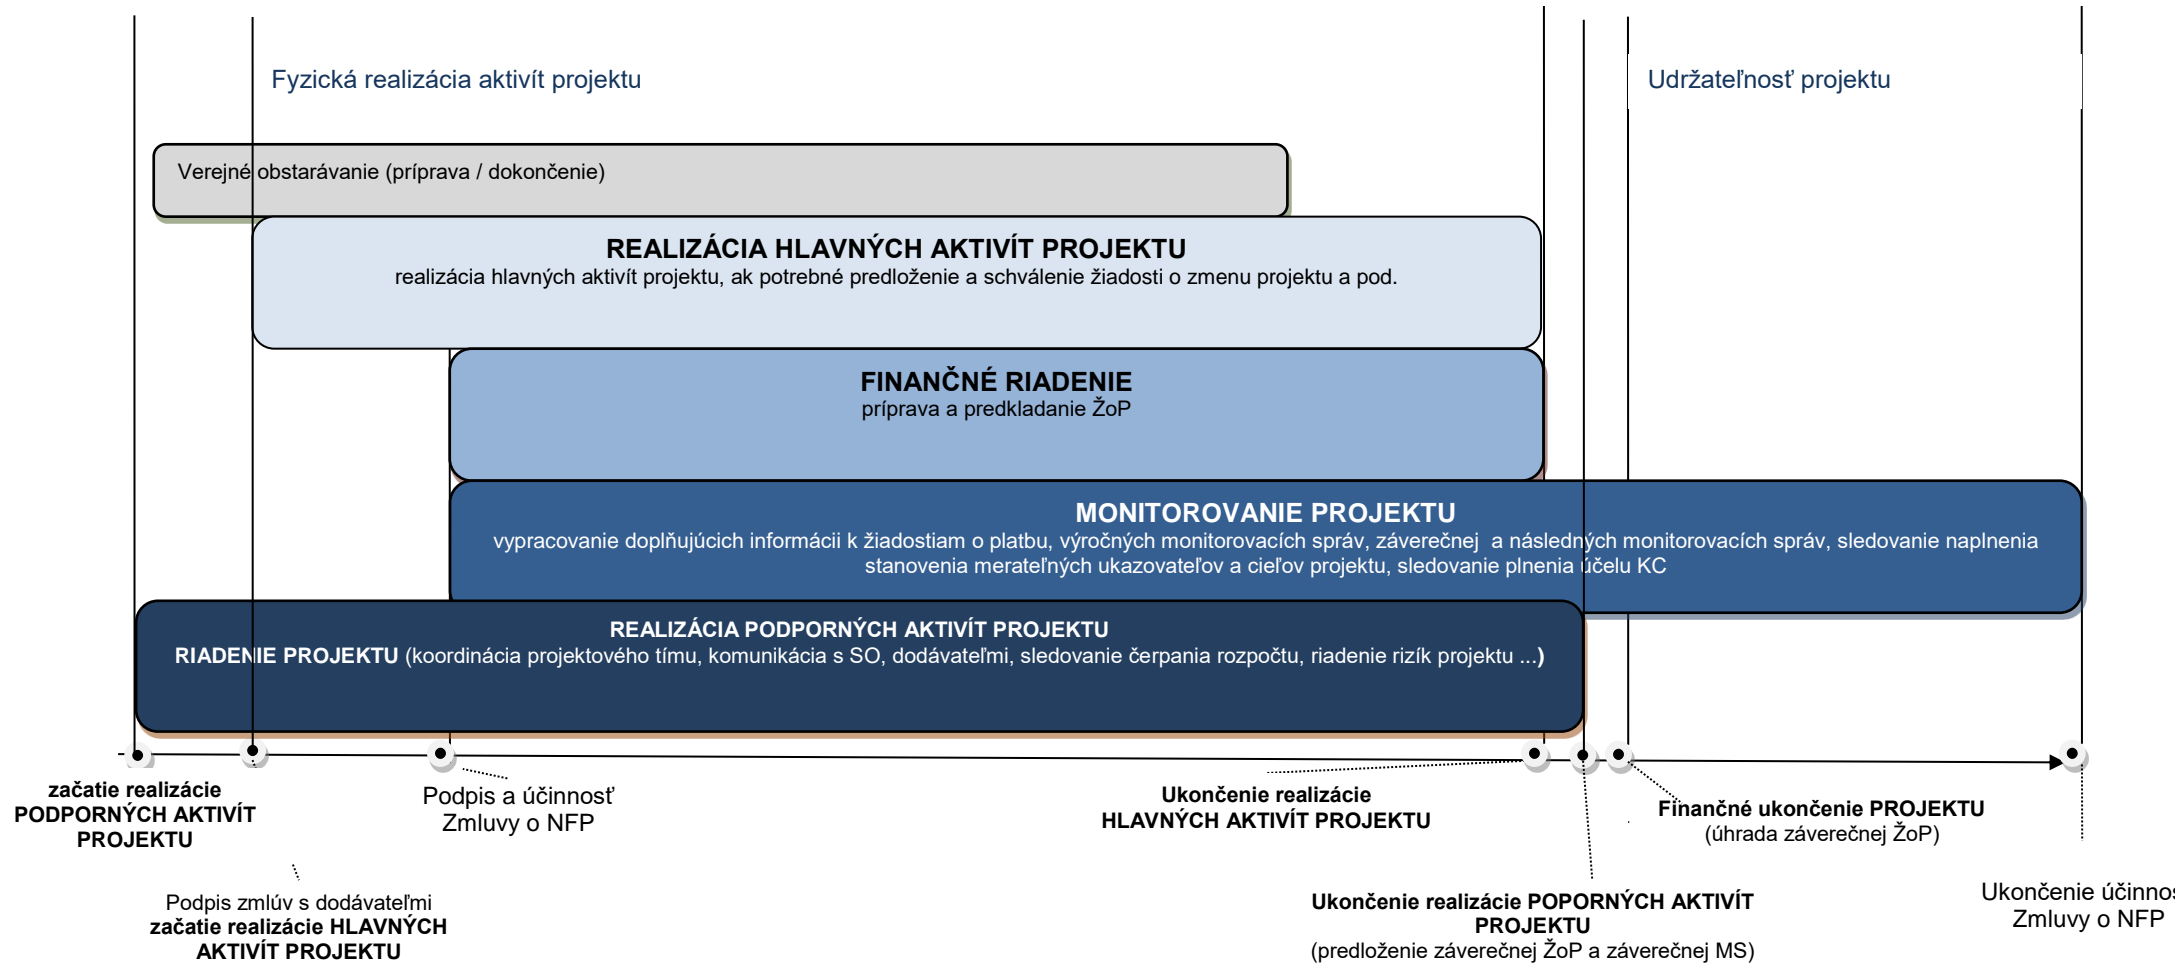 Fyzická realizácia aktivít projektu
Udržateľnosť projektu
Verejné obstarávanie (príprava / dokončenie)
REALIZÁCIA HLAVNÝCH AKTIVÍT PROJEKTU
realizácia hlavných aktivít projektu, ak potrebné predloženie a schválenie žiadosti o zmenu projektu a pod.
FINANČNÉ RIADENIE
príprava a predkladanie ŽoP
MONITOROVANIE PROJEKTU
vypracovanie doplňujúcich informácii k žiadostiam o platbu, výročných monitorovacích správ, záverečnej a následných monitorovacích správ, sledovanie naplnenia
stanovenia merateľných ukazovateľov a cieľov projektu, sledovanie plnenia účelu KC
REALIZÁCIA PODPORNÝCH AKTIVÍT PROJEKTU
RIADENIE PROJEKTU (koordinácia projektového tímu, komunikácia s SO, dodávateľmi, sledovanie čerpania rozpočtu, riadenie rizík projektu ...)
začatie realizácie
PODPORNÝCH AKTIVÍT
PROJEKTU
Podpis a účinnosť
Zmluvy o NFP
Ukončenie realizácie
HLAVNÝCH AKTIVÍT PROJEKTU
Finančné ukončenie PROJEKTU
(úhrada záverečnej ŽoP)
Podpis zmlúv s dodávateľmi
začatie realizácie HLAVNÝCH
AKTIVÍT PROJEKTU
Ukončenie realizácie POPORNÝCH AKTIVÍT
PROJEKTU
(predloženie záverečnej ŽoP a záverečnej MS)
Ukončenie účinnos
Zmluvy o NFP